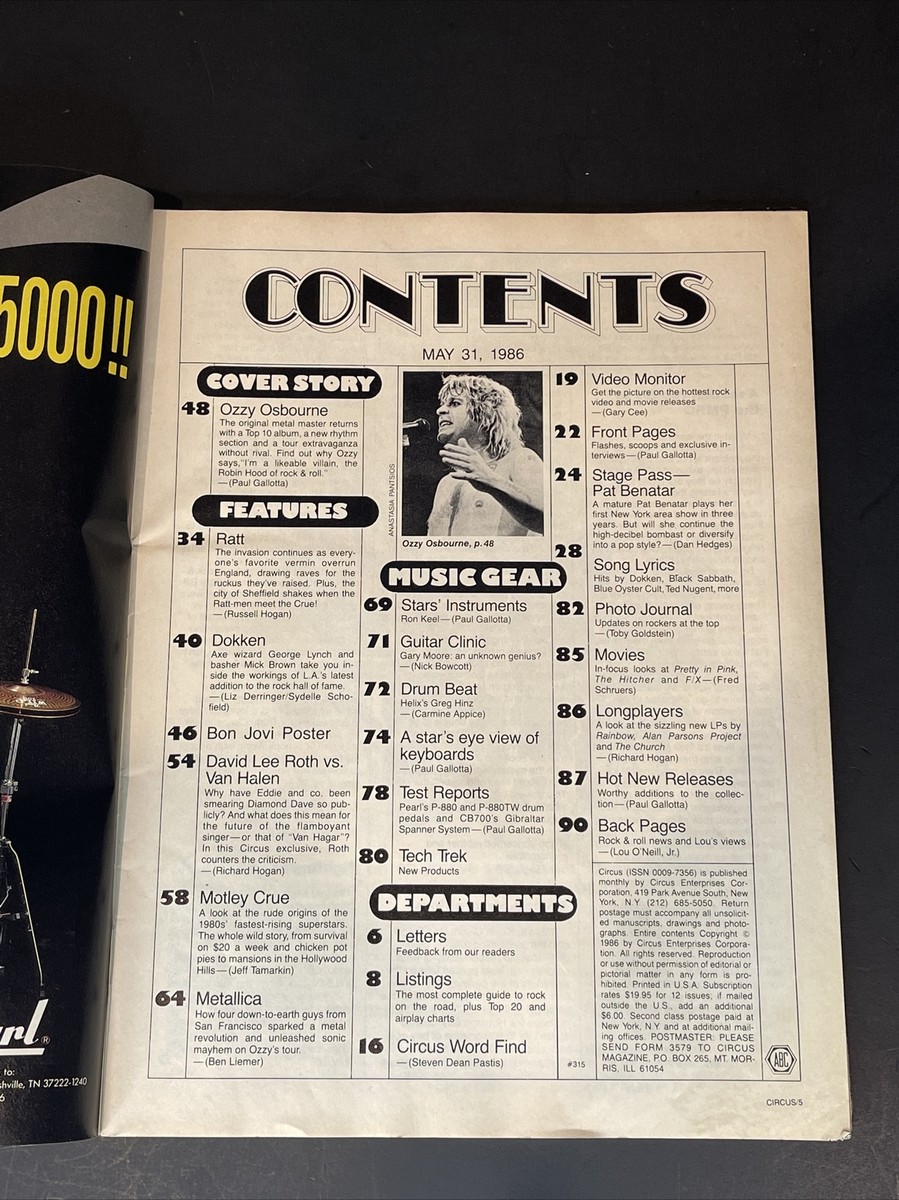 5000!!
rl®
to:
shville, TN 37222-1240
6
CONTENTS
MAY 31, 1986
COVER STORY
48 Ozzy Osbourne
The original metal master returns
with a Top 10 album, a new rhythm
section and a tour extravaganza
without rival. Find out why Ozzy
says, "I'm a likeable villain, the
Robin Hood of rock & roll."
—(Paul Gallotta)
FEATURES
34 Ratt
The invasion continues as every-
one's favorite vermin overrun
England, drawing raves for the
ruckus they've raised. Plus, the
city of Sheffield shakes when the
Ratt-men meet the Crue!
—(Russell Hogan)
40 Dokken
Axe wizard George Lynch and
basher Mick Brown take you in-
side the workings of L.A.'s latest
addition to the rock hall of fame.
—(Liz Derringer/Sydelle Scho-
field)
46 Bon Jovi Poster
54 David Lee Roth vs.
Van Halen
Why have Eddie and co. been
smearing Diamond Dave so pub-
licly? And what does this mean for
the future of the flamboyant
singer—or that of "Van Hagar"?
In this Circus exclusive, Roth
counters the criticism.
—(Richard Hogan)
58 Motley Crue
A look at the rude origins of the
1980s' fastest-rising superstars.
The whole wild story, from survival
on $20 a week and chicken pot
pies to mansions in the Hollywood
Hills—(Jeff Tamarkin)
64 Metallica
How four down-to-earth guys from
San Francisco sparked a metal
revolution and unleashed sonic
mayhem on Ozzy's tour.
—(Ben Liemer)
ANASTASIA PANTSIOS
Ozzy Osbourne, p.48
MUSIC GEAR
69 Stars' Instruments
Ron Keel—(Paul Gallotta)
71 Guitar Clinic
Gary Moore: an unknown genius?
—(Nick Bowcott)
72 Drum Beat
Helix's Greg Hinz
—(Carmine Appice)
74 A star's eye view of
keyboards
—(Paul Gallotta)
78 Test Reports
Pearl's P-880 and P-880TW drum
pedals and CB700's Gibraltar
Spanner System—(Paul Gallotta)
80 Tech Trek
New Products
DEPARTMENTS
6 Letters
Feedback from our readers
8 Listings
The most complete guide to rock
on the road, plus Top 20 and
airplay charts
16 Circus Word Find
—(Steven Dean Pastis)
#315
19 Video Monitor
Get the picture on the hottest rock
video and movie releases
—(Gary Cee)
22 Front Pages
Flashes, scoops and exclusive in-
terviews—(Paul Gallotta)
24 Stage Pass—
Pat Benatar
A mature Pat Benatar plays her
first New York area show in three
years. But will she continue the
high-decibel bombast or diversify
into a pop style?—(Dan Hedges)
28 Song Lyrics
Hits by Dokken, Black Sabbath,
Blue Oyster Cult, Ted Nugent, more
82 Photo Journal
Updates on rockers at the top
—(Toby Goldstein)
85 Movies
In-focus looks at Pretty in Pink,
The Hitcher and F/X—(Fred
Schruers)
86 Longplayers
A look at the sizzling new LPs by
Rainbow, Alan Parsons Project
and The Church
—(Richard Hogan)
87 Hot New Releases
Worthy additions to the collec-
tion—(Paul Gallotta)
90 Back Pages
Rock & roll news and Lou's views
—(Lou O'Neill, Jr.)
Circus (ISSN 0009-7356) is published
monthly by Circus Enterprises Cor-
poration, 419 Park Avenue South, New
York, N.Y. (212) 685-5050. Return
postage must accompany all unsolicit-
ed manuscripts, drawings and photo-
graphs. Entire contents Copyright ©
1986 by Circus Enterprises Corpora-
tion. All rights reserved. Reproduction
or use without permission of editorial or
pictorial matter in any form is pro-
hibited. Printed in U.S.A. Subscription
rates $19.95 for 12 issues; if mailed
outside the U.S., add an additional
$6.00. Second class postage paid at
New York, N.Y. and at additional mail-
ing offices. POSTMASTER: PLEASE
SEND FORM 3579 TO CIRCUS
MAGAZINE, P.O. BOX 265, MT. MOR-
RIS, ILL 61054
ABC
CIRCUS/5